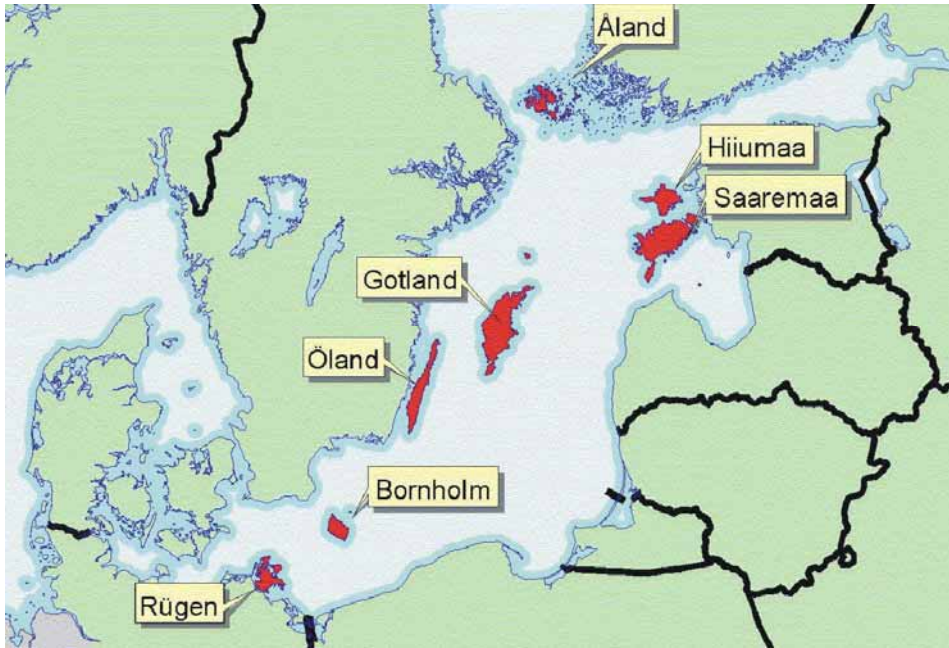 Åland
Hiiumaa
Saaremaa
Gotland
Öland
Bornholm
Rügen